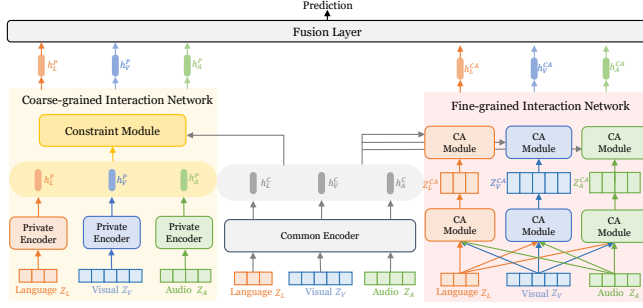 Prediction
Fusion Layer
h_L^P h_V^P h_A^P
h_L^CA h_V^CA h_A^CA
Coarse-grained Interaction Network
Fine-grained Interaction Network
Constraint Module
CA Module CA Module CA Module
h_L^P h_V^P h_A^P
h_L^C h_V^C h_A^C
Z_L^CA Z_V^CA Z_A^CA
Private Encoder Private Encoder Private Encoder
Common Encoder
CA Module CA Module CA Module
Language Z_L Visual Z_V Audio Z_A
Language Z_L Visual Z_V Audio Z_A
Language Z_L Visual Z_V Audio Z_A